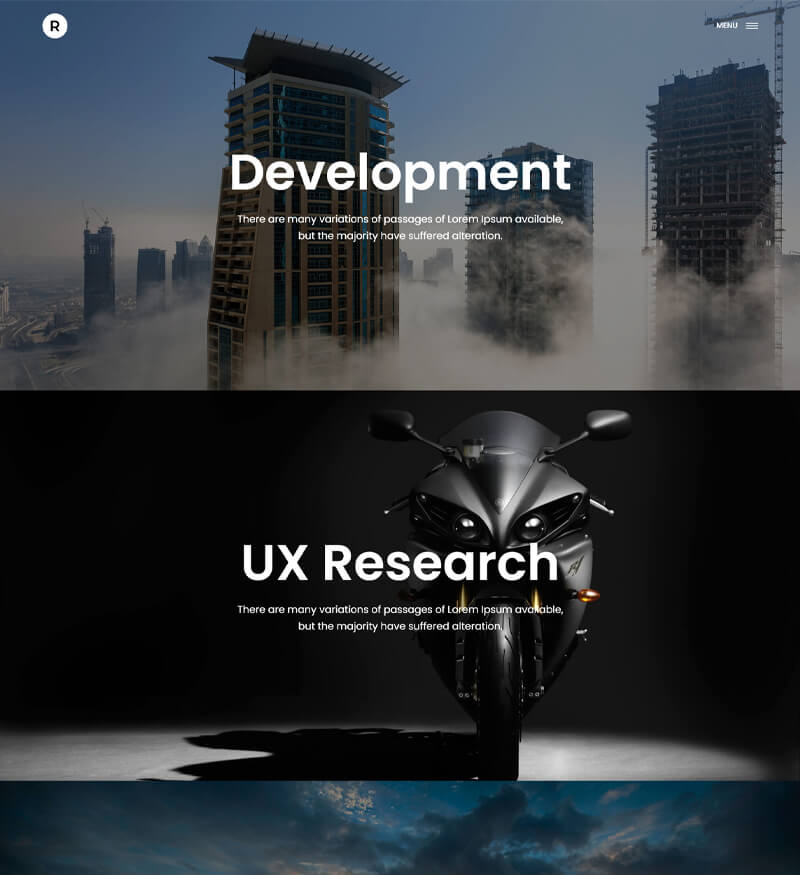 R
MENU
Development
There are many variations of passages of Lorem Ipsum available,
but the majority have suffered alteration.
UX Research
There are many variations of passages of Lorem Ipsum available,
but the majority have suffered alteration.